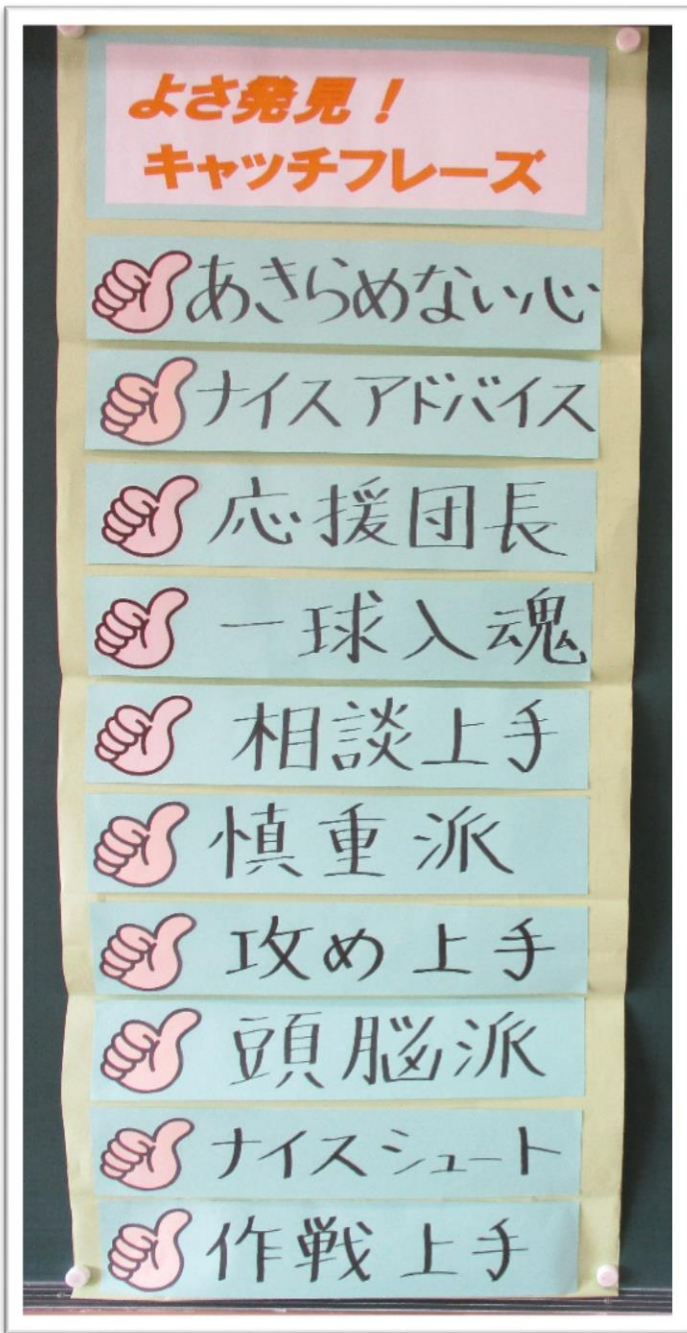 よさ発見！
キャッチフレーズ
あきらめない心
ナイスアドバイス
応援団長
一球入魂
相談上手
慎重派
攻め上手
頭脳派
ナイスシュート
作戦上手